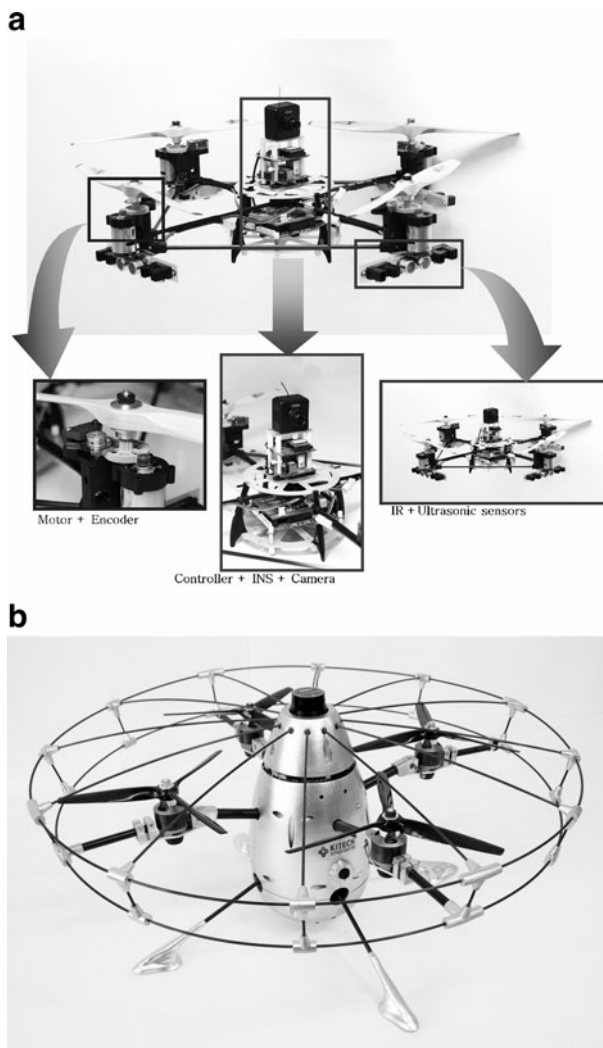 a
Motor + Encoder
Controller + INS + Camera
IR + Ultrasonic sensors
b
KITECH